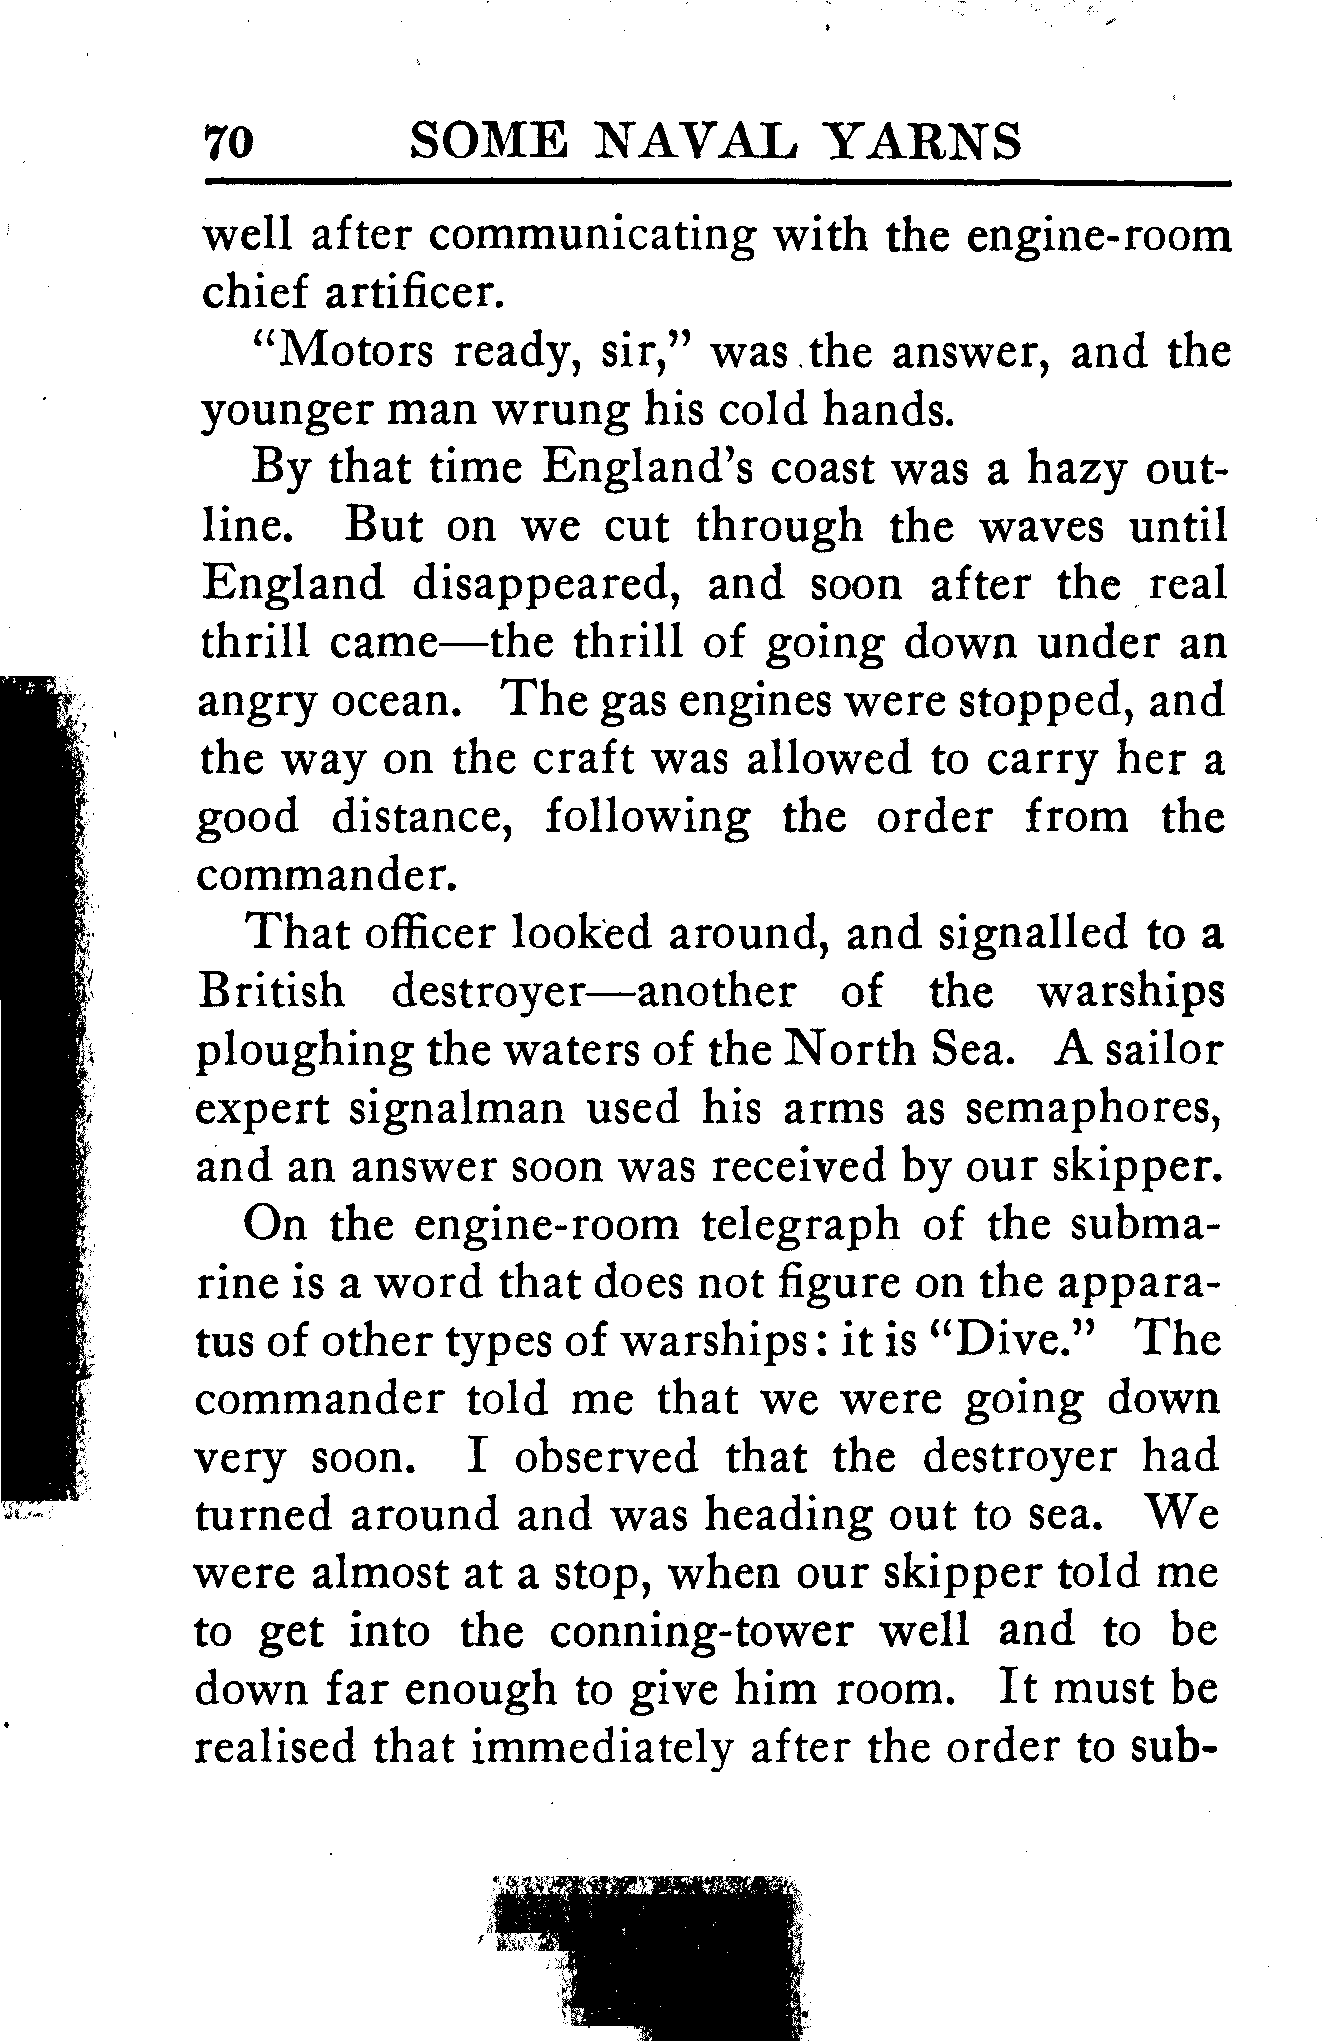 70 SOME NAVAL YARNS
well after communicating with the engine-room
chief artificer.
“Motors ready, sir,” was the answer, and the
younger man wrung his cold hands.
By that time England’s coast was a hazy out-
line. But on we cut through the waves until
England disappeared, and soon after the real
thrill came—the thrill of going down under an
angry ocean. The gas engines were stopped, and
the way on the craft was allowed to carry her a
good distance, following the order from the
commander.
That officer looked around, and signalled to a
British destroyer—another of the warships
ploughing the waters of the North Sea. A sailor
expert signalman used his arms as semaphores,
and an answer soon was received by our skipper.
On the engine-room telegraph of the subma-
rine is a word that does not figure on the appara-
tus of other types of warships: it is “Dive.” The
commander told me that we were going down
very soon. I observed that the destroyer had
turned around and was heading out to sea. We
were almost at a stop, when our skipper told me
to get into the conning-tower well and to be
down far enough to give him room. It must be
realised that immediately after the order to sub-